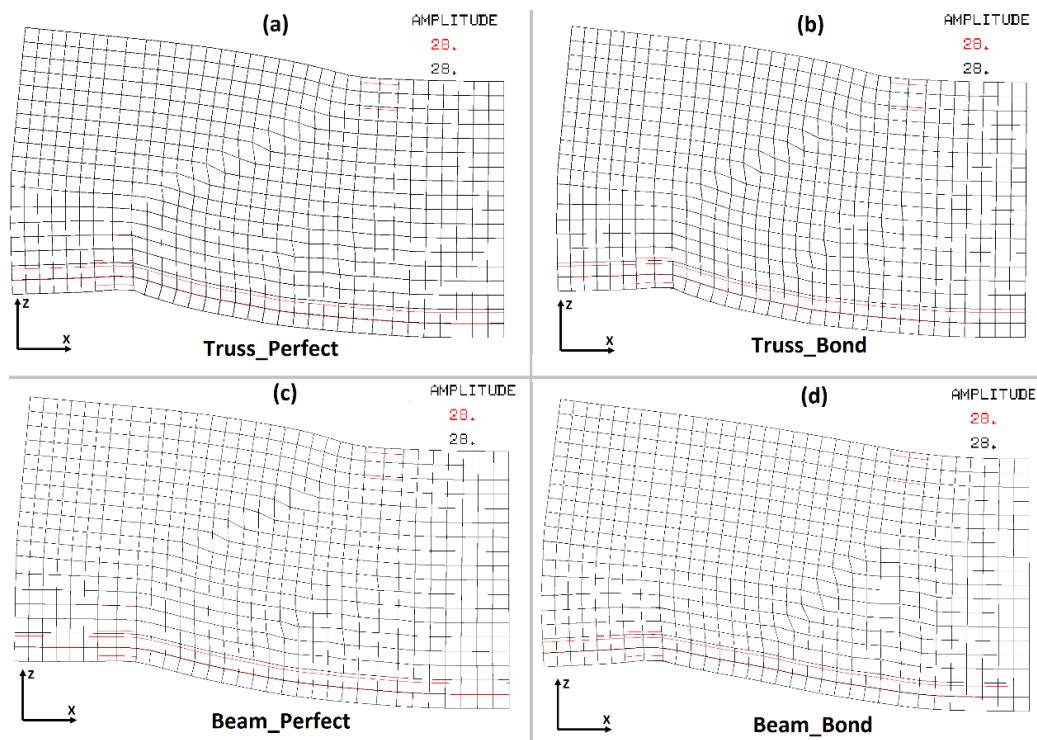 (a)
AMPLITUDE
28.
28.
z
x
Truss_Perfect
(b)
AMPLITUDE
28.
28.
z
x
Truss_Bond
(c)
AMPLITUDE
28.
28.
z
x
Beam_Perfect
(d)
AMPLITUDE
28.
28.
z
x
Beam_Bond